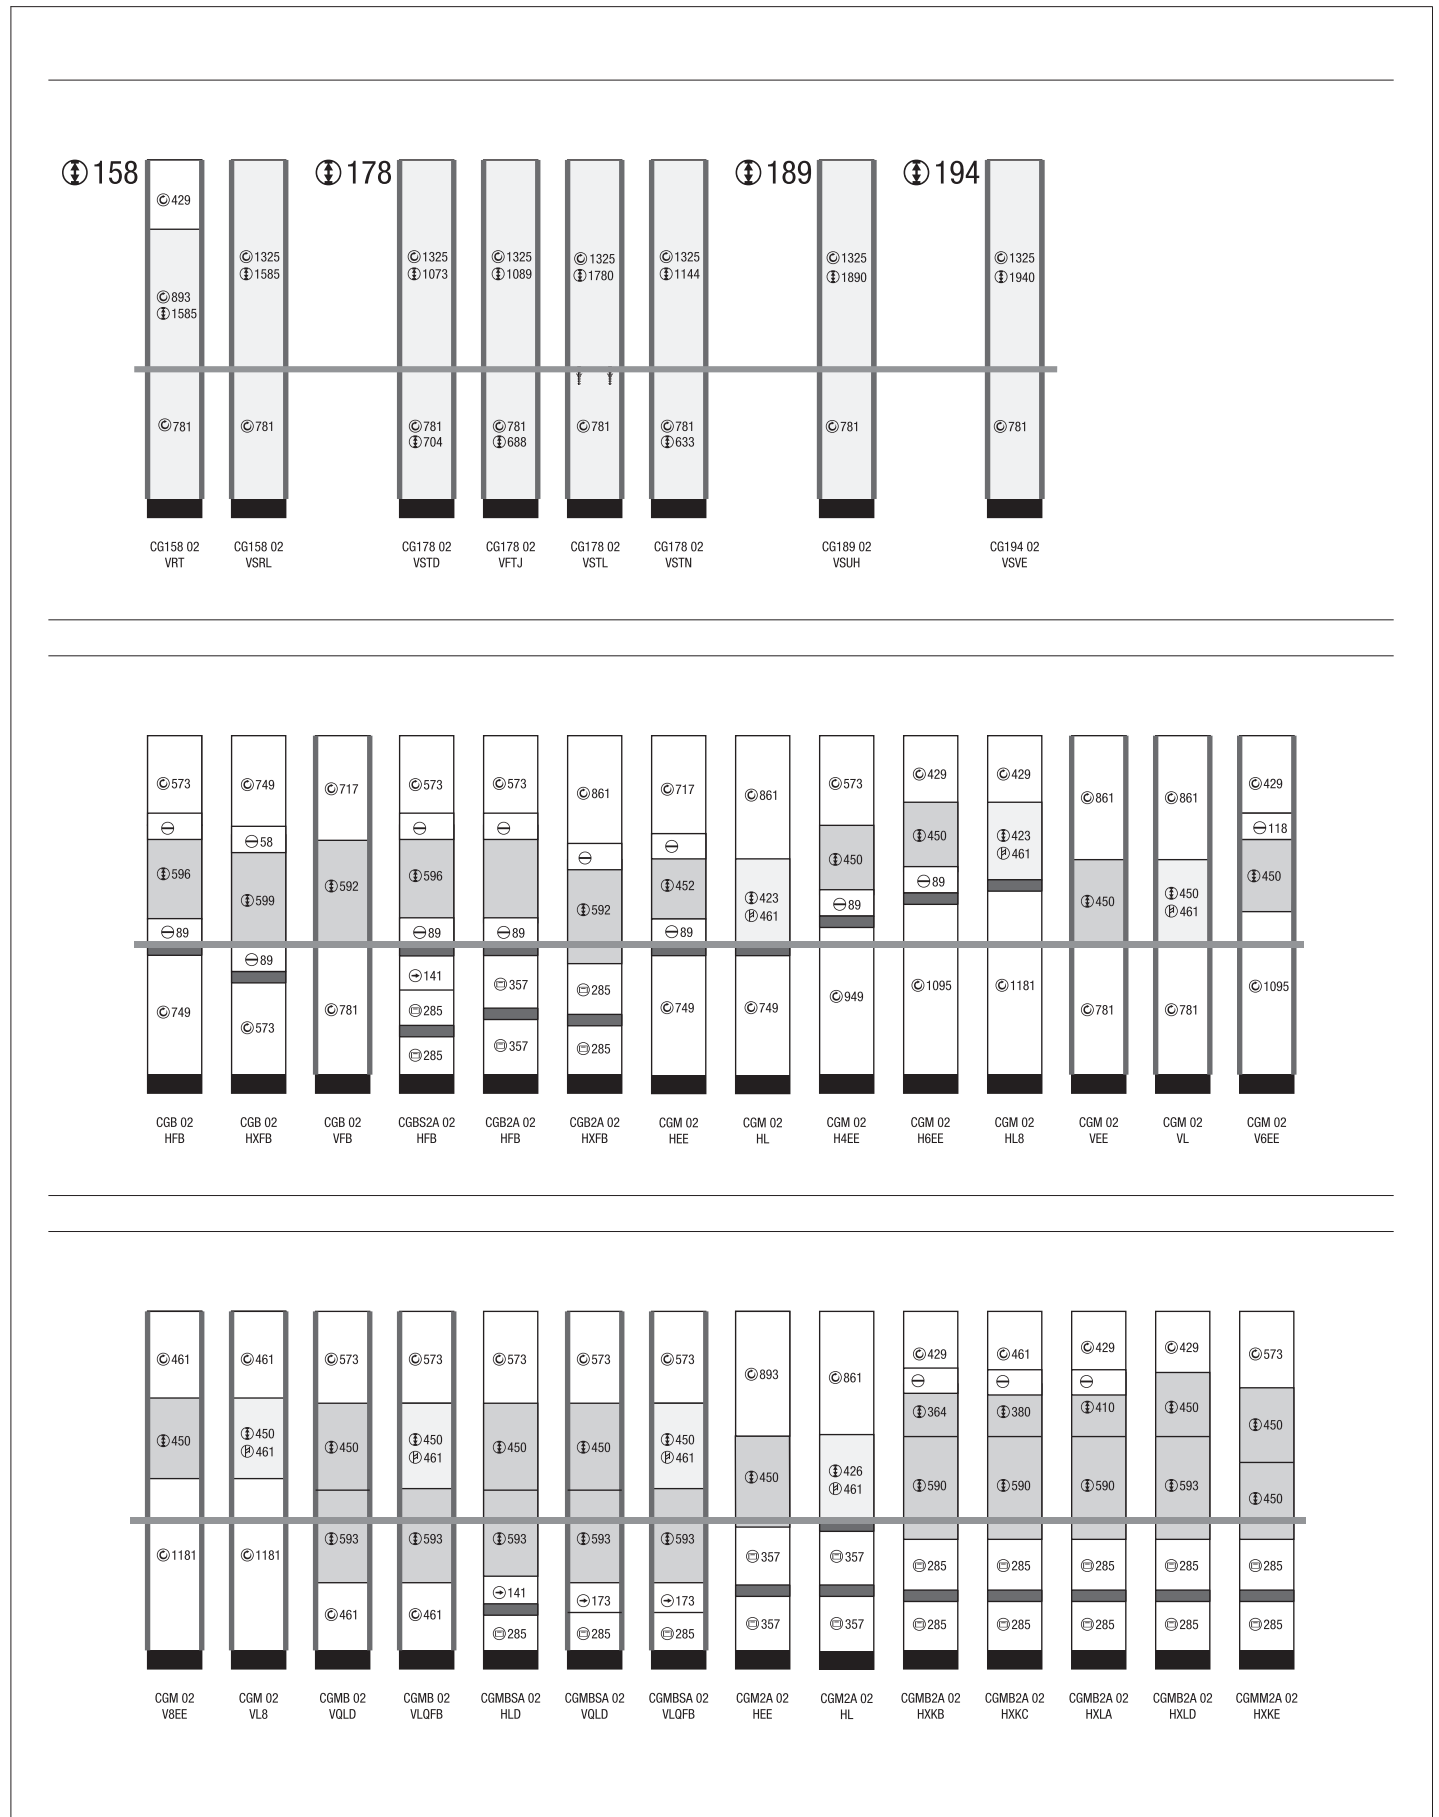 158
429
893
1585
781
CG158 02
VRT
1325
1585
781
CG158 02
VSRL
178
1325
1073
781
704
CG178 02
VSTD
1325
1089
781
688
CG178 02
VFTJ
1325
1780
781
CG178 02
VSTL
1325
1144
781
633
CG178 02
VSTN
189
1325
1890
781
CG189 02
VSUH
194
1325
1940
781
CG194 02
VSVE
573
596
89
749
CGB 02
HFB
749
58
599
89
573
CGB 02
HXFB
717
592
781
CGB 02
VFB
573
596
89
141
285
285
CGBS2A 02
HFB
573
89
357
357
CGB2A 02
HFB
861
592
285
285
CGB2A 02
HXFB
717
452
89
749
CGM 02
HEE
861
423
461
749
CGM 02
HL
573
450
89
949
CGM 02
H4EE
429
450
89
1095
CGM 02
H6EE
429
423
461
1181
CGM 02
HL8
861
450
781
CGM 02
VEE
861
450
461
781
CGM 02
VL
429
118
450
1095
CGM 02
V6EE
461
450
1181
CGM 02
V8EE
461
450
461
1181
CGM 02
VL8
573
450
593
461
CGMB 02
VQLD
573
450
461
593
461
CGMB 02
VLQFB
573
450
593
141
285
CGMBSA 02
HLD
573
450
593
173
285
CGMBSA 02
VQLD
573
450
461
593
173
285
CGMBSA 02
VLQFB
893
450
357
357
CGM2A 02
HEE
861
426
461
357
357
CGM2A 02
HL
429
364
590
285
285
CGMB2A 02
HXKB
461
380
590
285
285
CGMB2A 02
HXKC
429
410
590
285
285
CGMB2A 02
HXLA
429
450
593
285
285
CGMB2A 02
HXLD
573
450
450
285
285
CGMM2A 02
HXKE